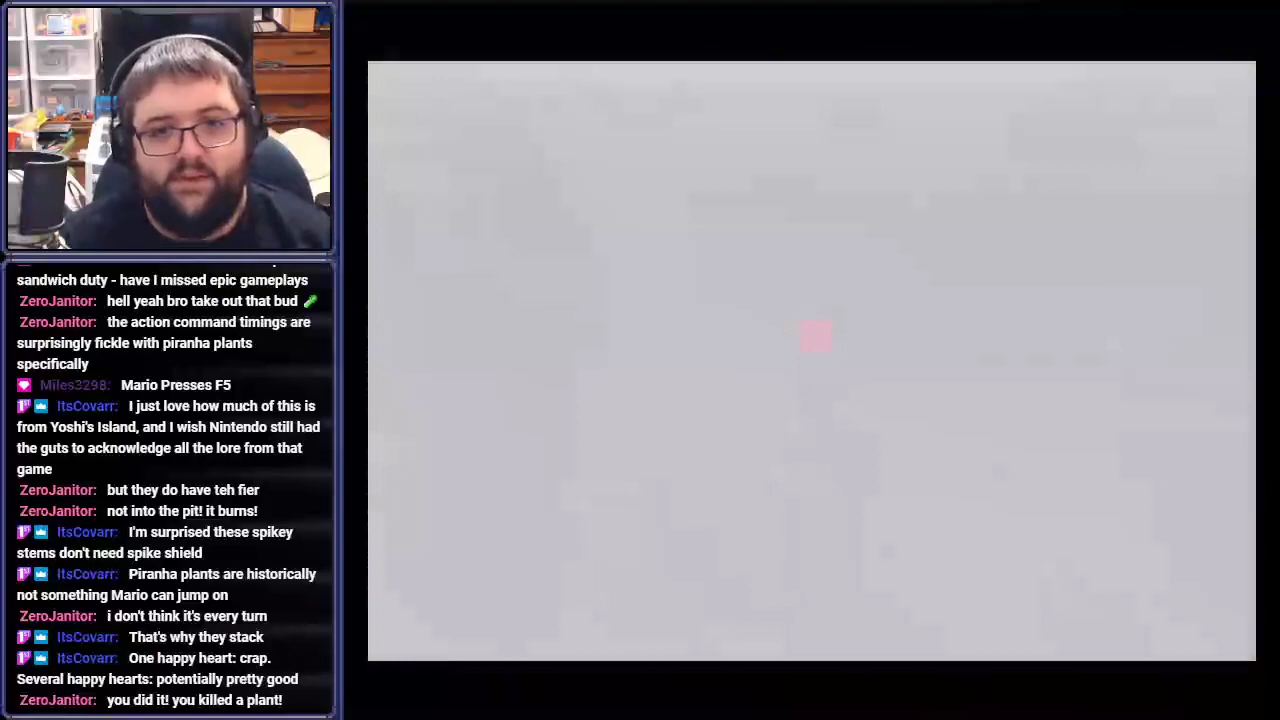 sandwich duty - have I missed epic gameplays
ZeroJanitor: hell yeah bro take out that bud
ZeroJanitor: the action command timings are
surprisingly fickle with piranha plants
specifically
Miles3298: Mario Presses F5
ItsCovarr: I just love how much of this is
from Yoshi's Island, and I wish Nintendo still had
the guts to acknowledge all the lore from that
game
ZeroJanitor: but they do have teh fier
ZeroJanitor: not into the pit! it burns!
ItsCovarr: I'm surprised these spikey
stems don't need spike shield
ItsCovarr: Piranha plants are historically
not something Mario can jump on
ZeroJanitor: i don't think it's every turn
ItsCovarr: That's why they stack
ItsCovarr: One happy heart: crap.
Several happy hearts: potentially pretty good
ZeroJanitor: you did it! you killed a plant!